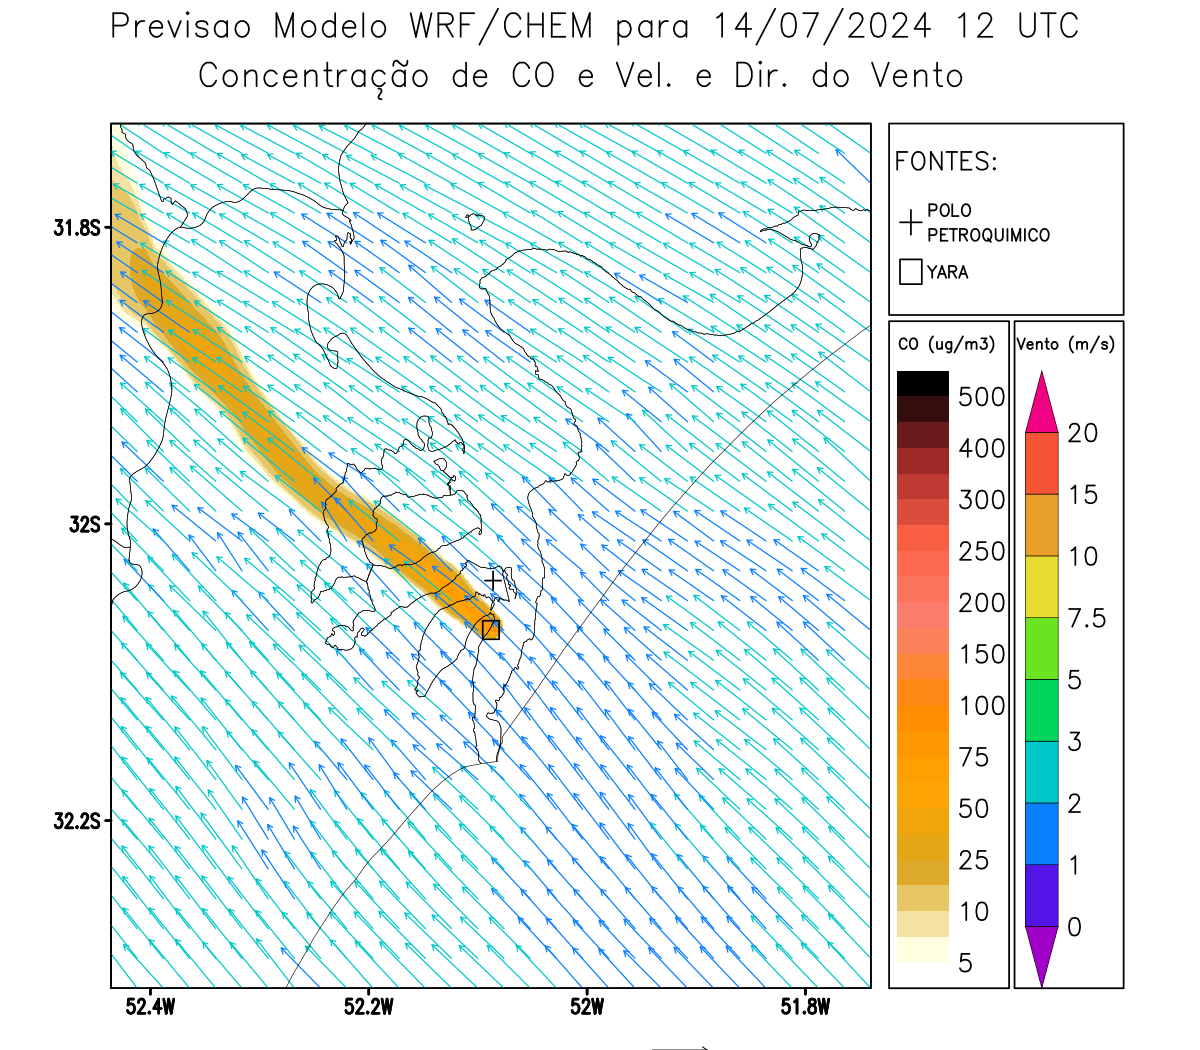 Previsao Modelo WRF/CHEM para 14/07/2024 12 UTC
Concentração de CO e Vel. e Dir. do Vento
FONTES:
POLO
PETROQUIMICO
YARA
CO (ug/m3)
500
400
300
250
200
150
100
75
50
25
10
5
Vento (m/s)
20
15
10
7.5
5
3
2
1
0
31.8S
32S
32.2S
52.4W
52.2W
52W
51.8W